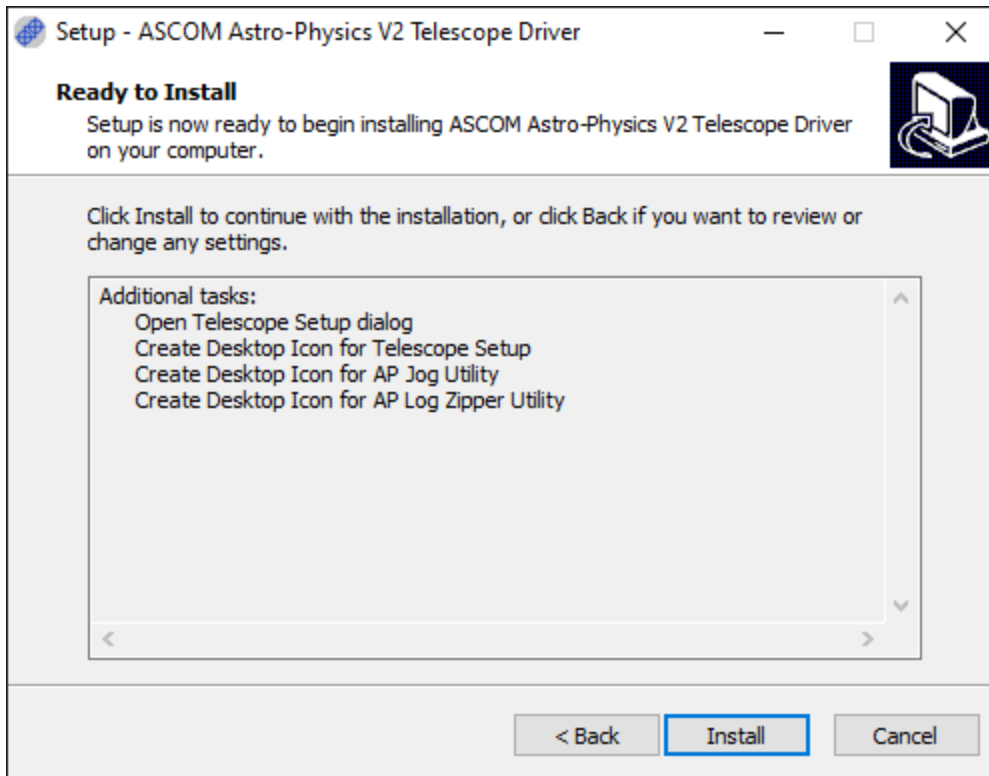 Setup - ASCOM Astro-Physics V2 Telescope Driver
Ready to Install
Setup is now ready to begin installing ASCOM Astro-Physics V2 Telescope Driver
on your computer.
Click Install to continue with the installation, or click Back if you want to review or
change any settings.
Additional tasks:
Open Telescope Setup dialog
Create Desktop Icon for Telescope Setup
Create Desktop Icon for AP Jog Utility
Create Desktop Icon for AP Log Zipper Utility
< Back
Install
Cancel